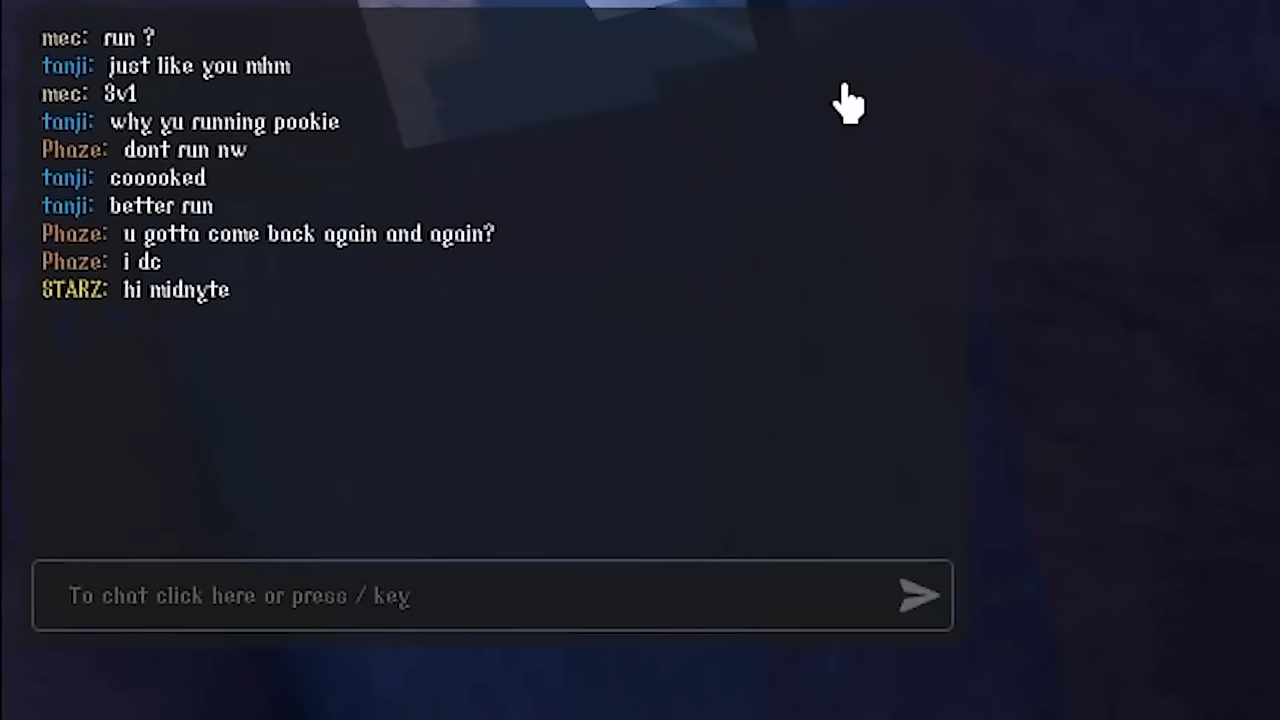 mec: run ?
tanji: just like you mhm
mec: 3v1
tanji: why yu running pookie
Phaze: dont run nw
tanji: cooooked
tanji: better run
Phaze: u gotta come back again and again?
Phaze: i dc
STARZ: hi midnyte
To chat click here or press / key